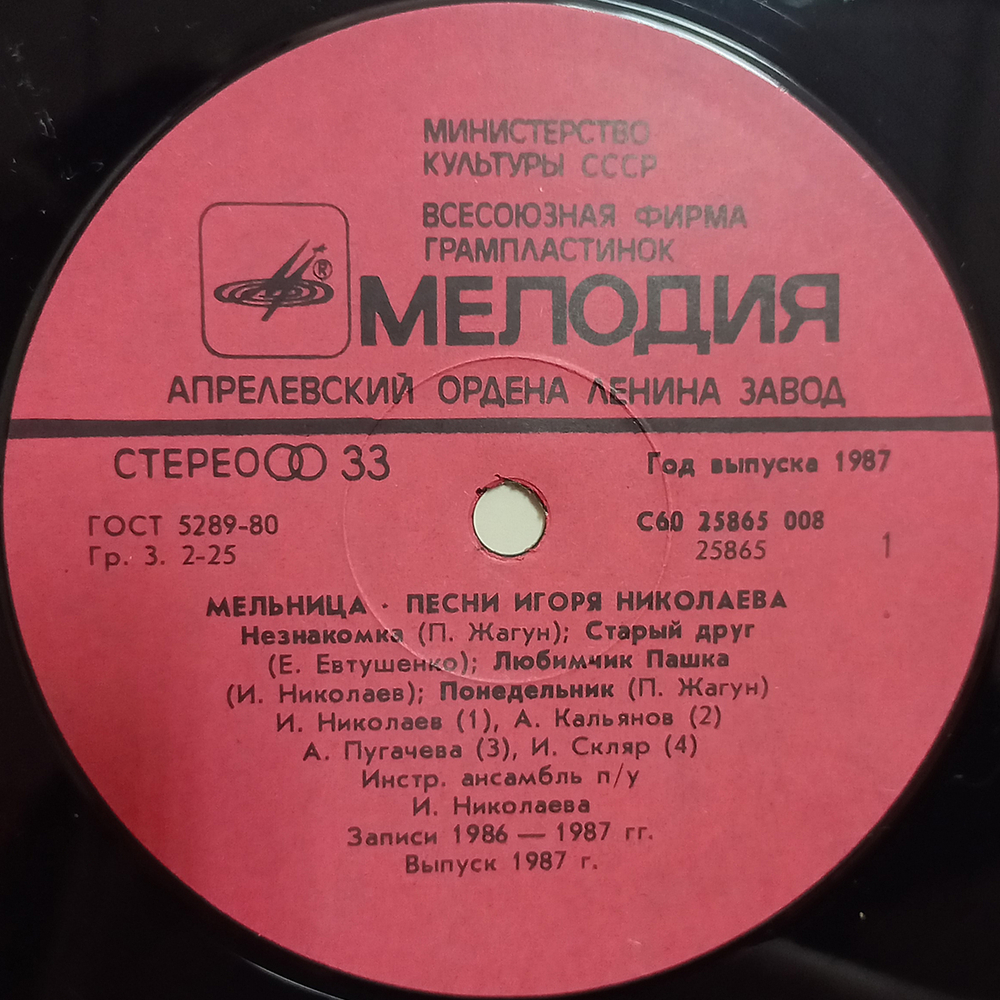 МИНИСТЕРСТВО
КУЛЬТУРЫ СССР
ВСЕСОЮЗНАЯ ФИРМА
ГРАМПЛАСТИНОК
®
МЕЛОДИЯ
АПРЕЛЕВСКИЙ ОРДЕНА ЛЕНИНА ЗАВОД
СТЕРЕО 33
Год выпуска 1987
ГОСТ 5289-80
С60 25865 008
Гр. 3. 2-25
25865 1
МЕЛЬНИЦА · ПЕСНИ ИГОРЯ НИКОЛАЕВА
Незнакомка (П. Жагун); Старый друг
(Е. Евтушенко); Любимчик Пашка
(И. Николаев); Понедельник (П. Жагун)
И. Николаев (1), А. Кальянов (2)
А. Пугачева (3), И. Скляр (4)
Инстр. ансамбль п/у
И. Николаева
Записи 1986 — 1987 гг.
Выпуск 1987 г.